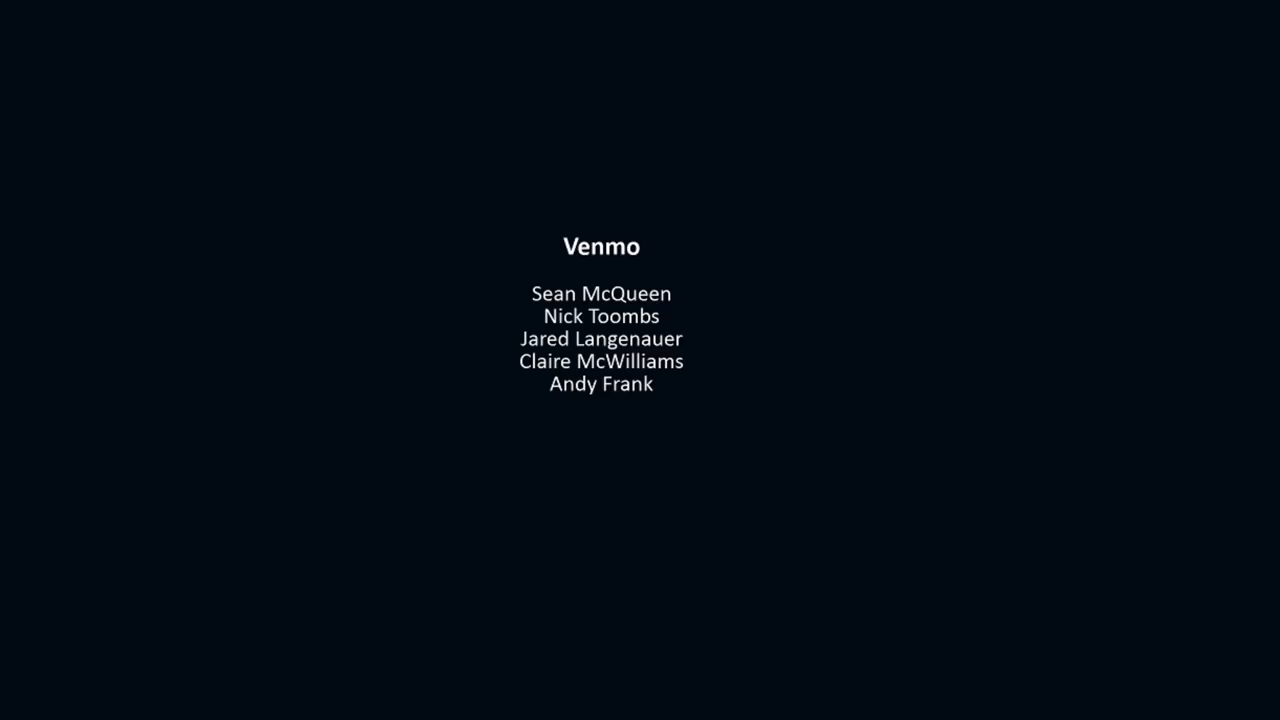 Venmo
Sean McQueen
Nick Toombs
Jared Langenauer
Claire McWilliams
Andy Frank